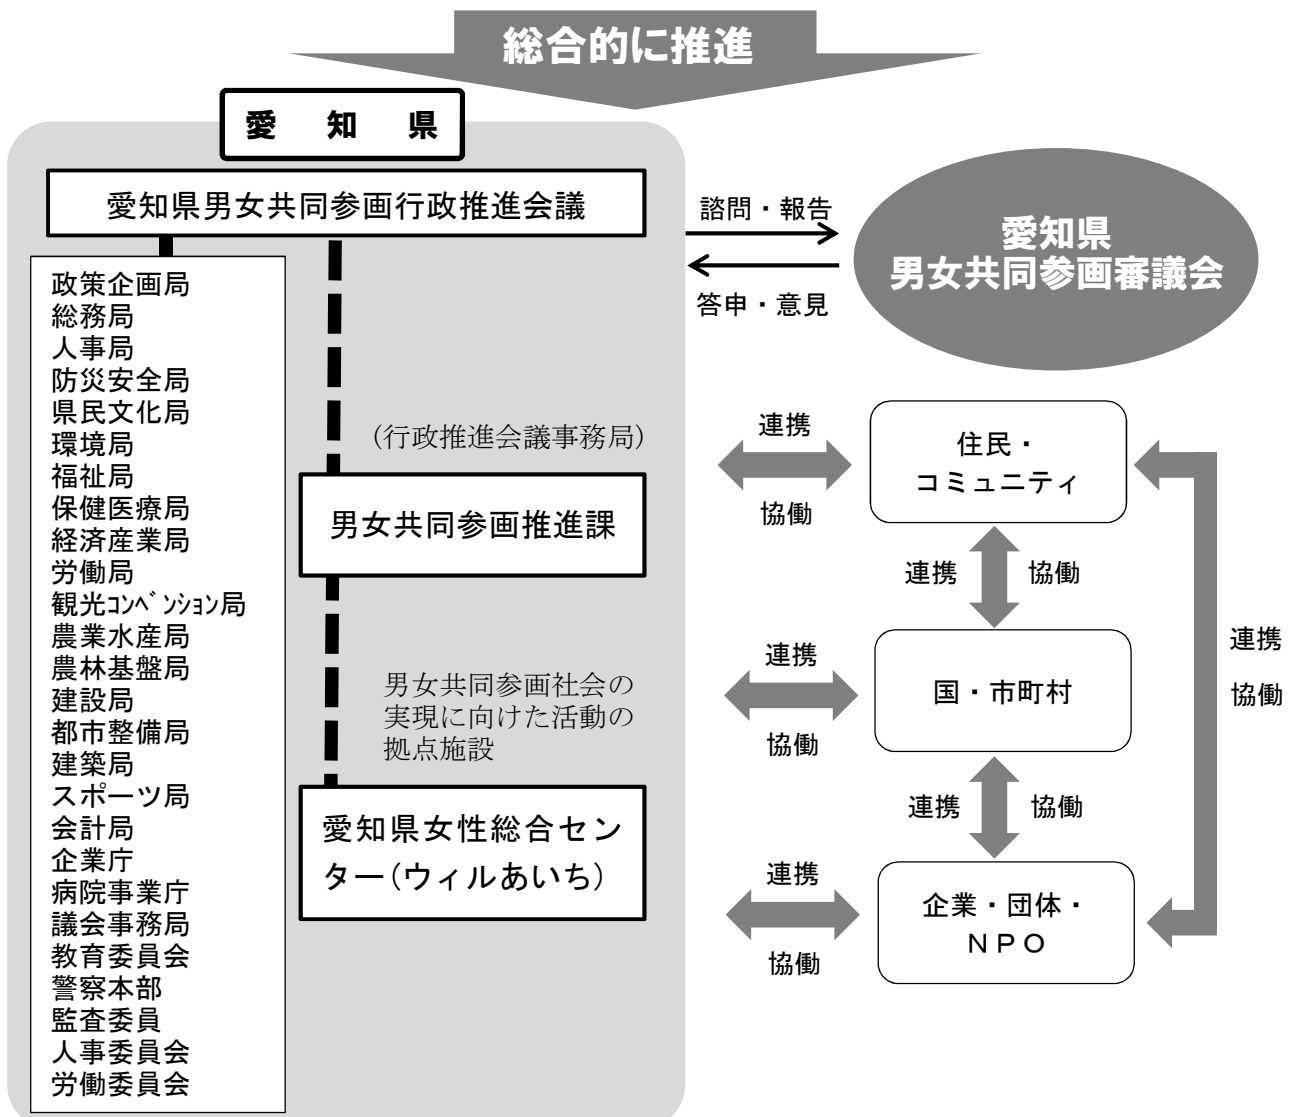 総合的に推進
愛 知 県
愛知県男女共同参画行政推進会議
政策企画局
総務局
人事局
防災安全局
県民文化局
環境局
福祉局
保健医療局
経済産業局
労働局
観光ｺﾝﾍﾞﾝｼｮﾝ局
農業水産局
農林基盤局
建設局
都市整備局
建築局
スポーツ局
会計局
企業庁
病院事業庁
議会事務局
教育委員会
警察本部
監査委員
人事委員会
労働委員会
(行政推進会議事務局)
男女共同参画推進課
男女共同参画社会の
実現に向けた活動の
拠点施設
愛知県女性総合セン
ター(ウィルあいち)
諮問・報告
答申・意見
愛知県
男女共同参画審議会
連携
協働
住民・
コミュニティ
連携 協働
連携
協働
国・市町村
連携
協働
連携 協働
連携
協働
企業・団体・
ＮＰＯ